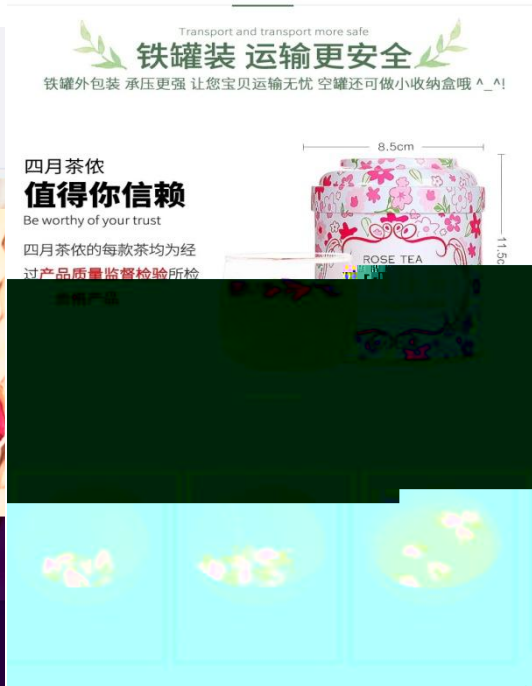 Transport and transport more safe
铁罐装 运输更安全
铁罐外包装 承压更强 让您宝贝运输无忧 空罐还可做小收纳盒哦 ^_^!
8.5cm
四月茶侬
值得你信赖
Be worthy of your trust
四月茶侬的每款茶均为经
过产品质量监督检验所检
11.5c
ROSE TEA